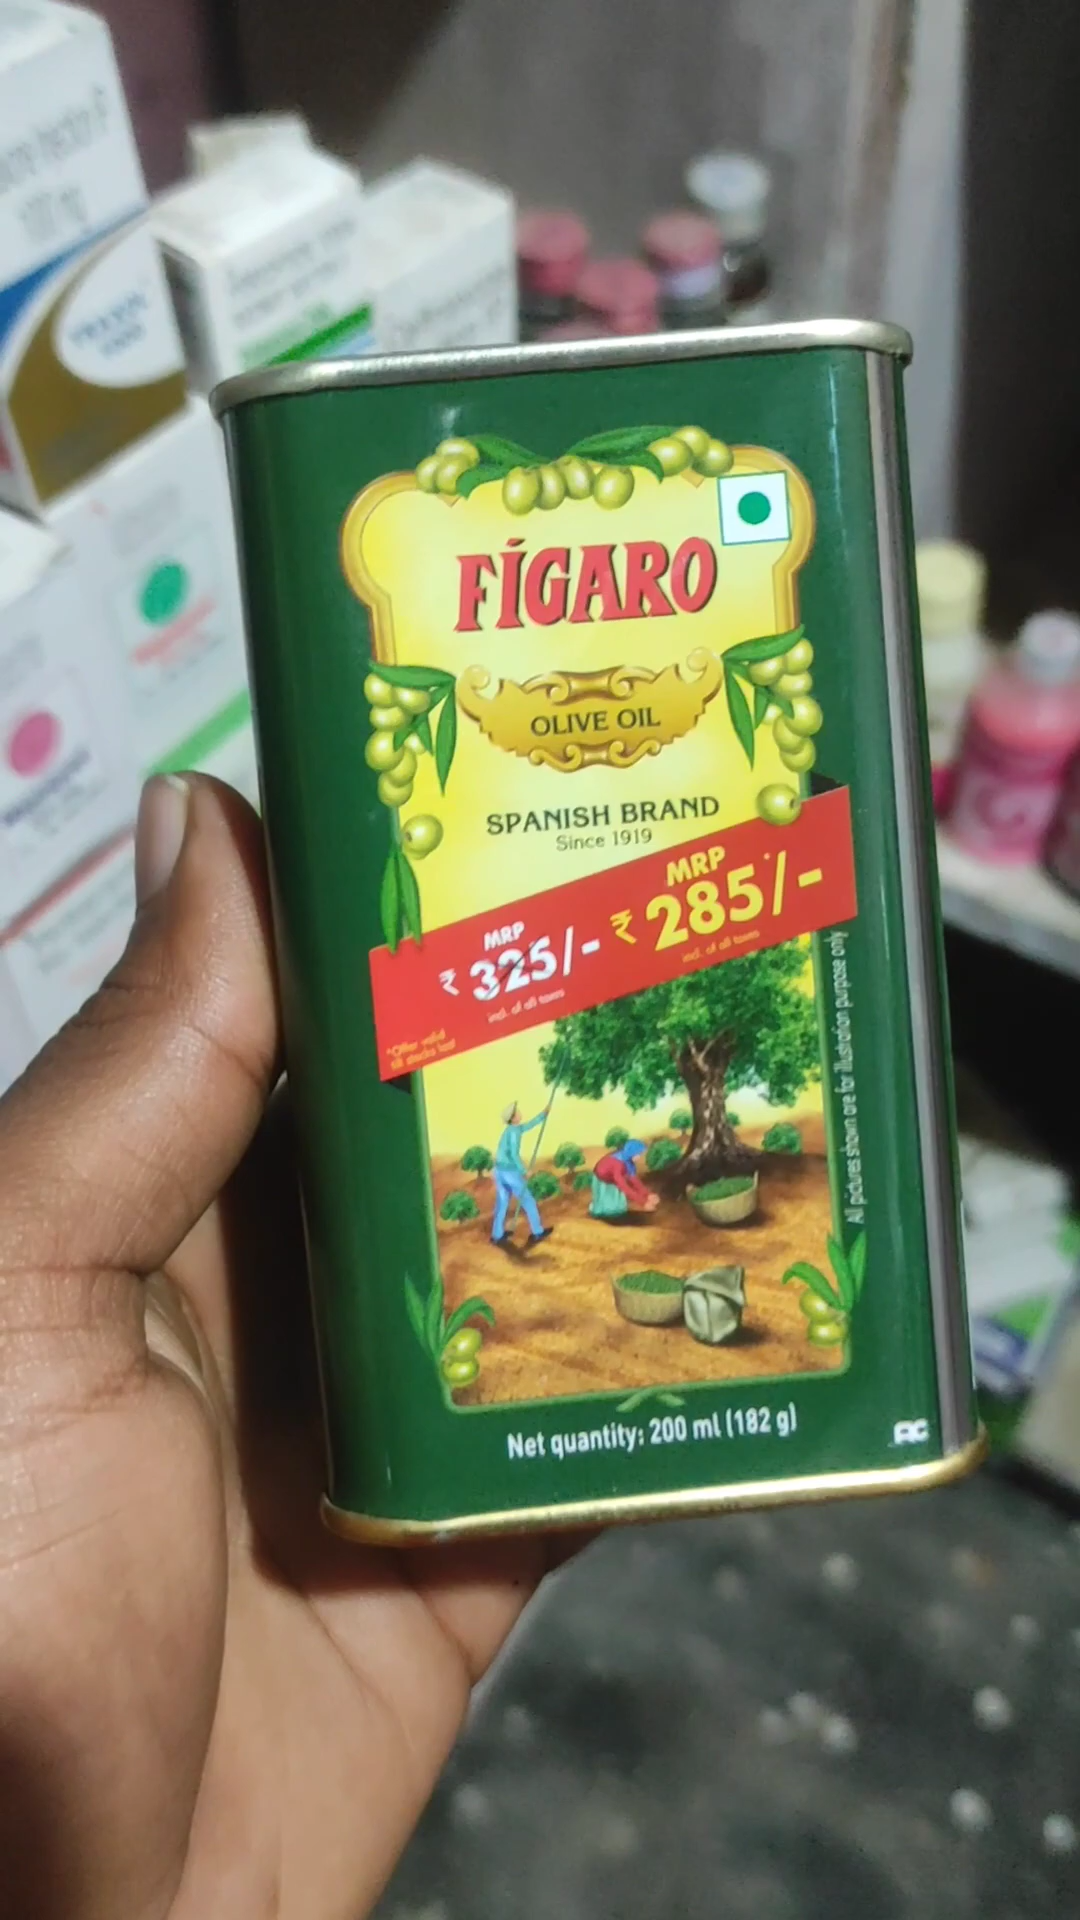 FÍGARO
OLIVE OIL
SPANISH BRAND
Since 1919
MRP
₹ 325/-
incl. of all taxes
MRP
₹ 285/-
incl. of all taxes
*Offer valid
till stocks last
All pictures shown are for illustration purpose only
Net quantity: 200 ml (182 g)